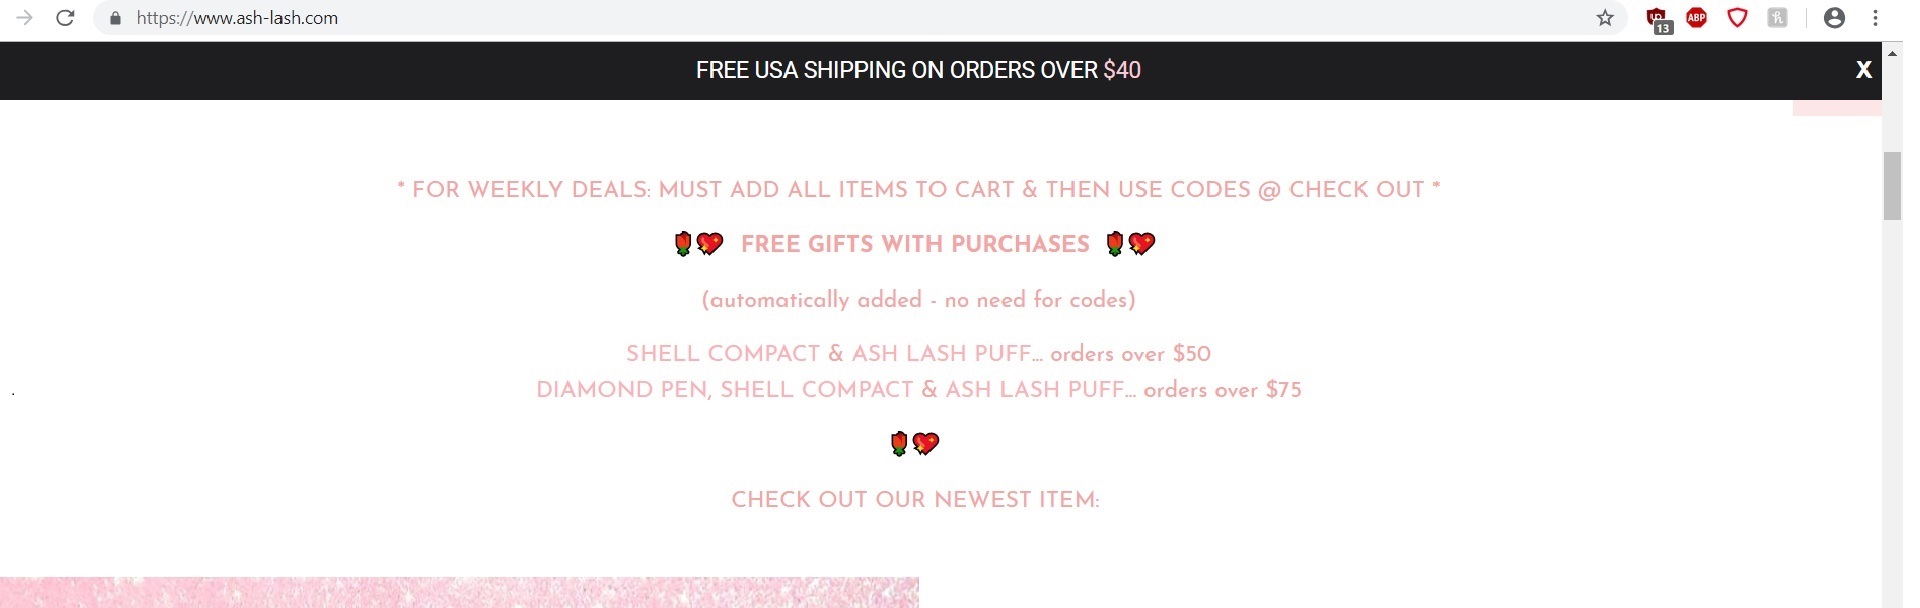 https://www.ash-lash.com
13
ABP
FREE USA SHIPPING ON ORDERS OVER $40
X
* FOR WEEKLY DEALS: MUST ADD ALL ITEMS TO CART & THEN USE CODES @ CHECK OUT *
🌹💖 FREE GIFTS WITH PURCHASES 🌹💖
(automatically added - no need for codes)
SHELL COMPACT & ASH LASH PUFF... orders over $50
DIAMOND PEN, SHELL COMPACT & ASH LASH PUFF... orders over $75
🌹💖
CHECK OUT OUR NEWEST ITEM: